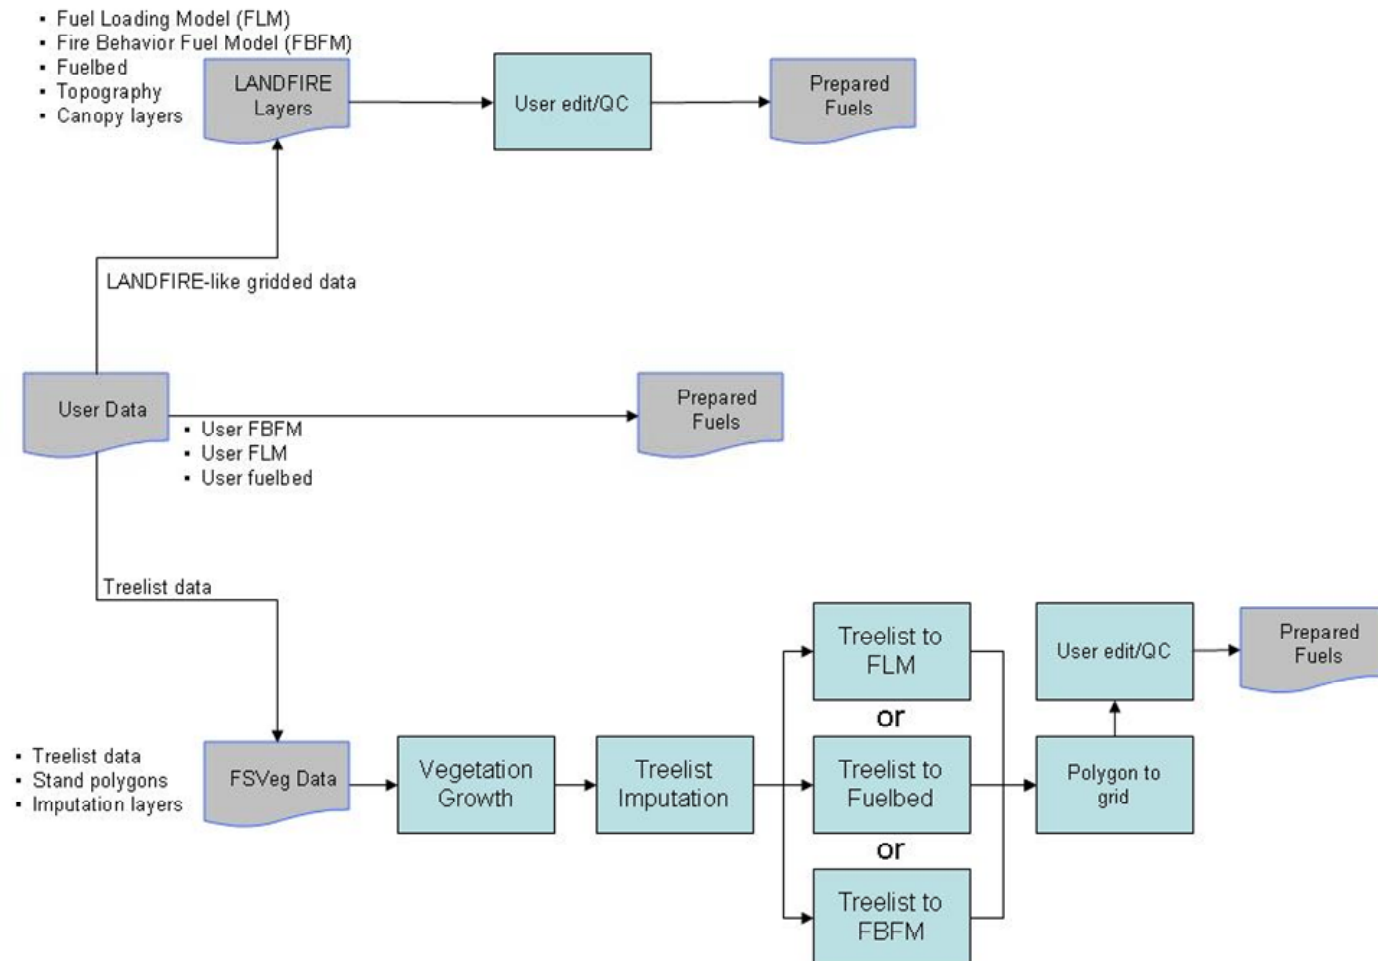 ▪ Fuel Loading Model (FLM)
▪ Fire Behavior Fuel Model (FBFM)
▪ Fuelbed
▪ Topography
▪ Canopy layers
LANDFIRE
Layers
User edit/QC
Prepared
Fuels
LANDFIRE-like gridded data
User Data
▪ User FBFM
▪ User FLM
▪ User fuelbed
Prepared
Fuels
Treelist data
▪ Treelist data
▪ Stand polygons
▪ Imputation layers
FSVeg Data
Vegetation
Growth
Treelist
Imputation
Treelist to
FLM
or
Treelist to
Fuelbed
or
Treelist to
FBFM
Polygon to
grid
User edit/QC
Prepared
Fuels